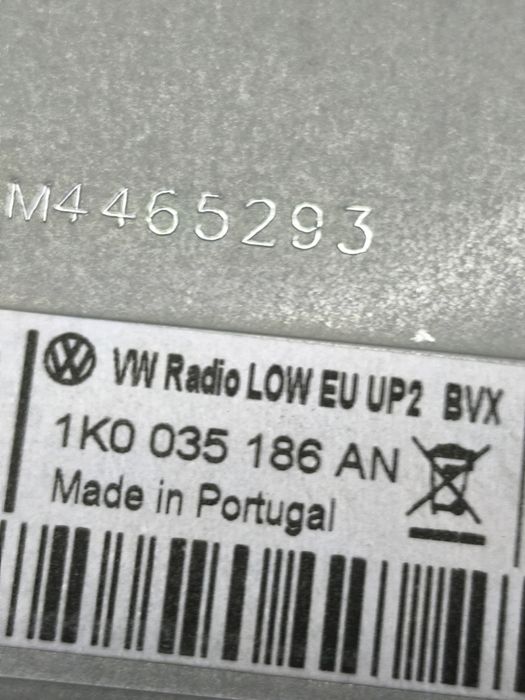 M4465293
VW Radio LOW EU UP2 BVX
1K0 035 186 AN
Made in Portugal